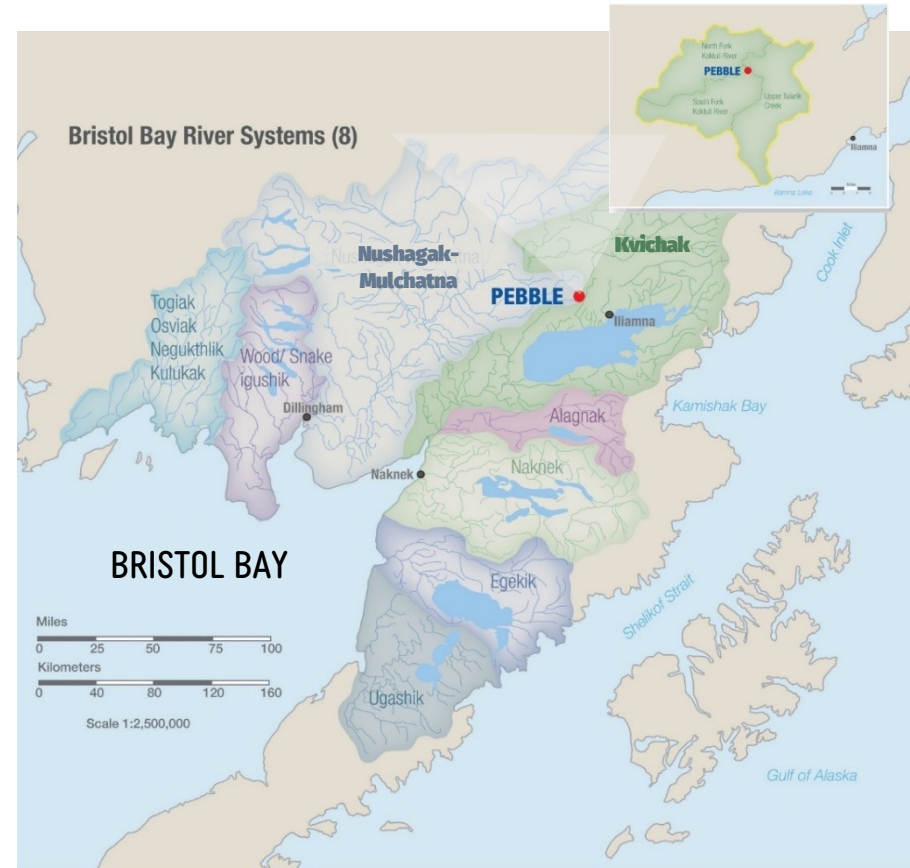 Bristol Bay River Systems (8)
North Fork
Koktuli River
PEBBLE
South Fork
Koktuli River
Upper Talarik
Creek
Iliamna
Iliamna Lake
Miles
Nushagak-
Mulchatna
Kvichak
PEBBLE
Iliamna
Cook Inlet
Togiak
Osviak
Negukthlik
Kulukak
Wood/ Snake
igushik
Dillingham
Alagnak
Kamishak Bay
Naknek
Naknek
BRISTOL BAY
Egekik
Shelikof Strait
Ugashik
Miles
0 25 50 75 100
Kilometers
0 40 80 120 160
Scale 1:2,500,000
Gulf of Alaska